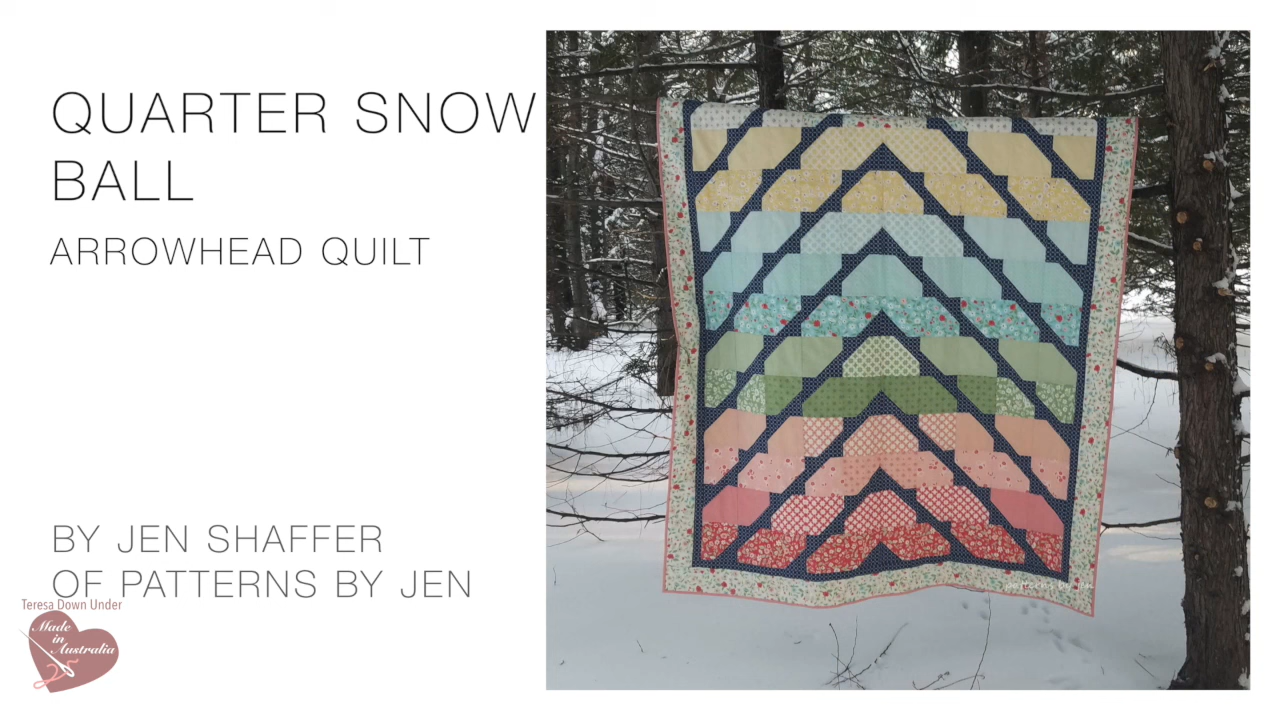 QUARTER SNOW
BALL
ARROWHEAD QUILT
BY JEN SHAFFER
OF PATTERNS BY JEN
Teresa Down Under
Made
in
Australia